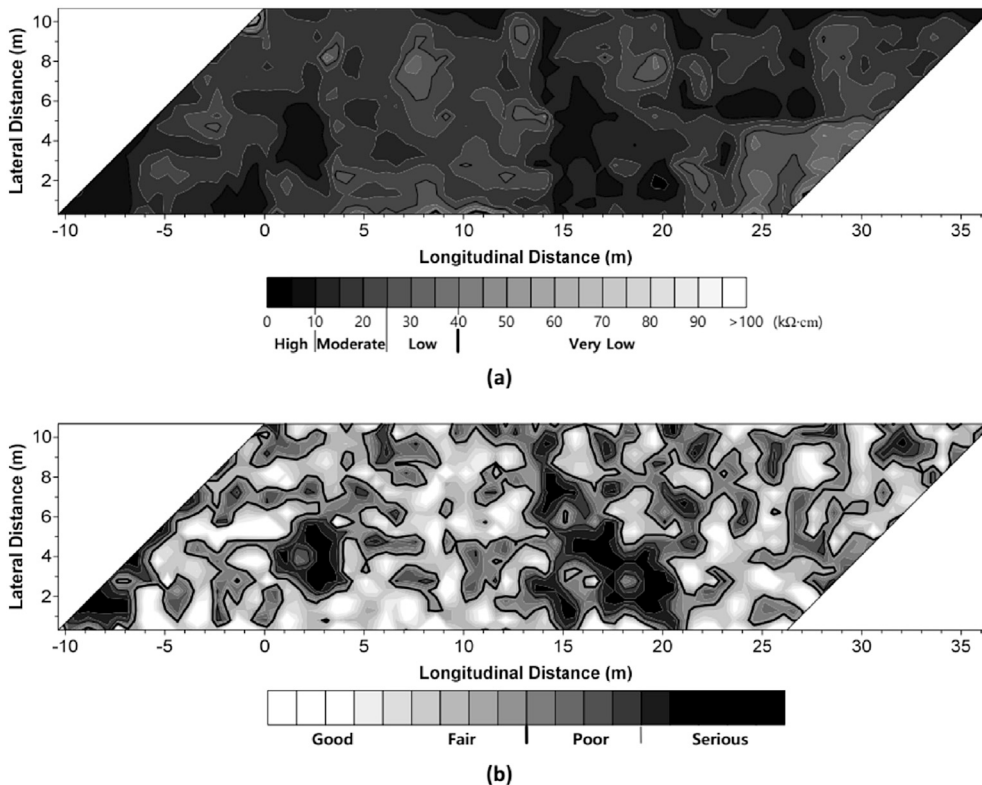 10
8
6
4
2
Lateral Distance (m)
-10 -5 0 5 10 15 20 25 30 35
Longitudinal Distance (m)
0 10 20 30 40 50 60 70 80 90 >100 (kΩ·cm)
High Moderate Low Very Low
(a)
10
8
6
4
2
Lateral Distance (m)
-10 -5 0 5 10 15 20 25 30 35
Longitudinal Distance (m)
Good Fair Poor Serious
(b)